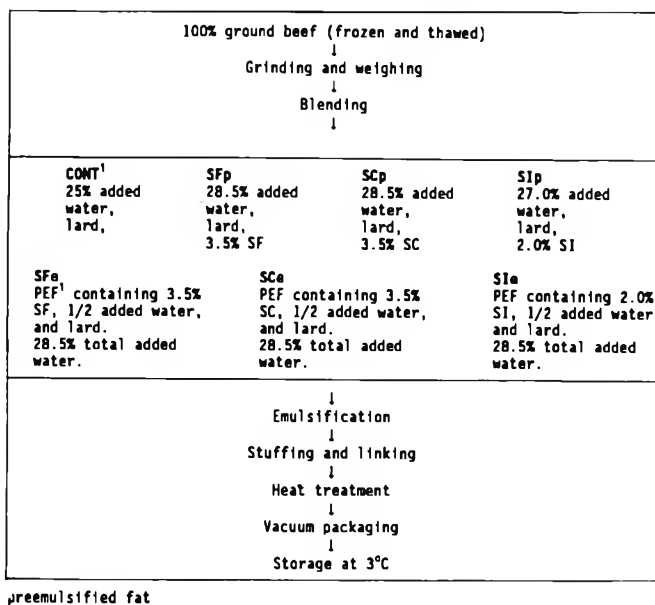 100% ground beef (frozen and thawed)
↓
Grinding and weighing
↓
Blending
↓
CONT¹ SFp SCp SIp
25% added 28.5% added 28.5% added 27.0% added
water, water, water, water,
lard, lard, lard, lard,
3.5% SF 3.5% SC 2.0% SI
SFe SCe SIe
PEF¹ containing 3.5% PEF containing 3.5% PEF containing 2.0%
SF, 1/2 added water, SC, 1/2 added water, SI, 1/2 added water
and lard. and lard. and lard.
28.5% total added 28.5% total added 28.5% total added
water. water. water.
↓
Emulsification
↓
Stuffing and linking
↓
Heat treatment
↓
Vacuum packaging
↓
Storage at 3°C
preemulsified fat